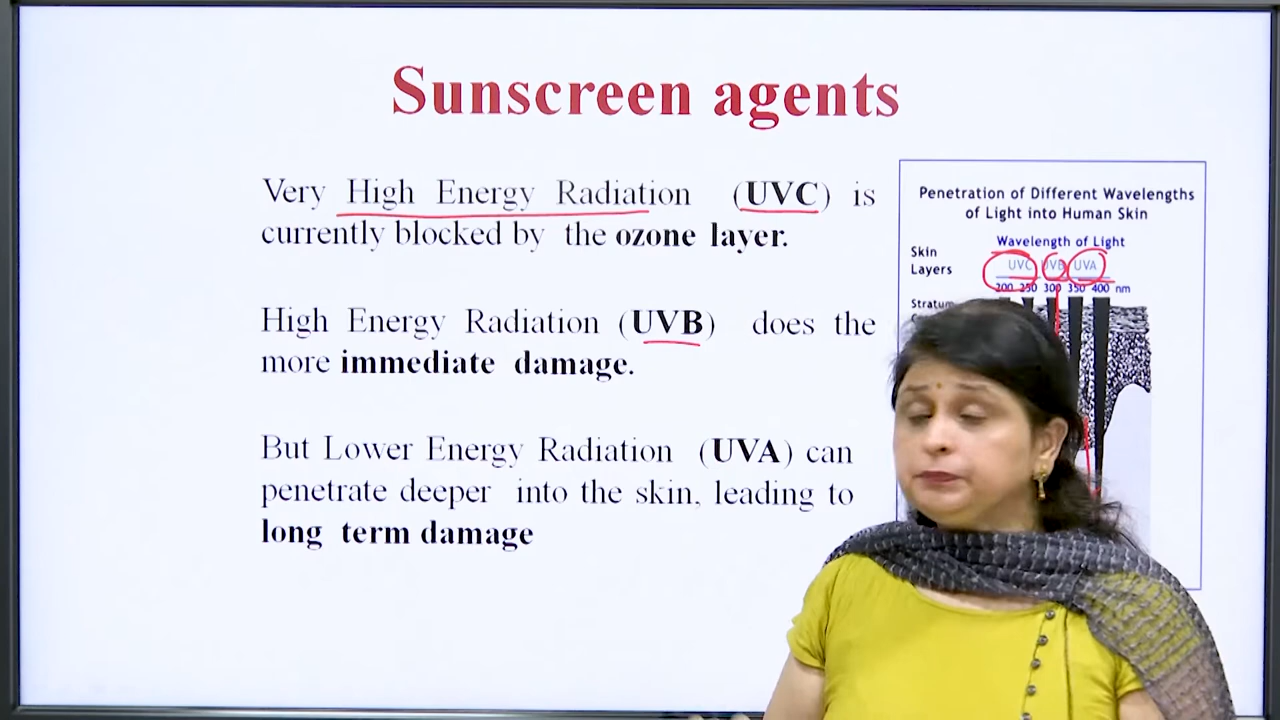 Sunscreen agents
Very High Energy Radiation (UVC) is
currently blocked by the ozone layer.
High Energy Radiation (UVB) does the
more immediate damage.
But Lower Energy Radiation (UVA) can
penetrate deeper into the skin, leading to
long term damage
Penetration of Different Wavelengths
of Light into Human Skin
Wavelength of Light
Skin
Layers
UVC UVB UVA
200 250 300 350 400 nm